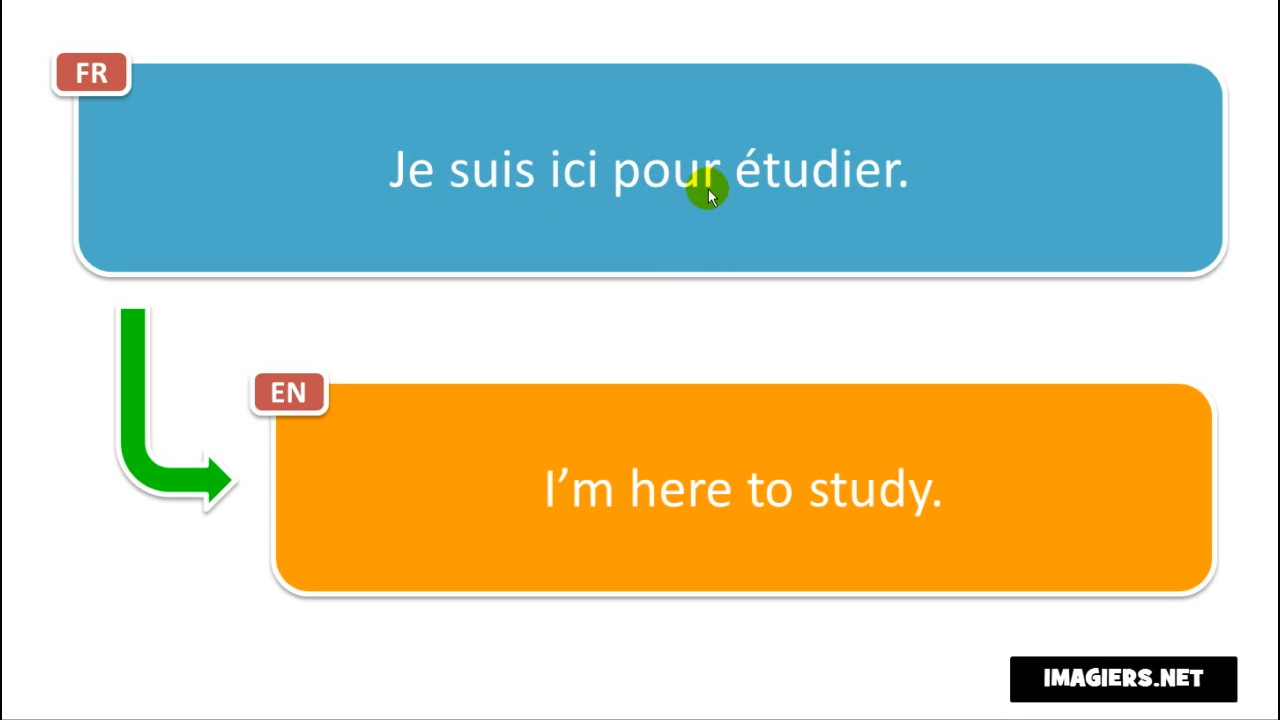 FR
Je suis ici pour étudier.
EN
I’m here to study.
IMAGIERS.NET